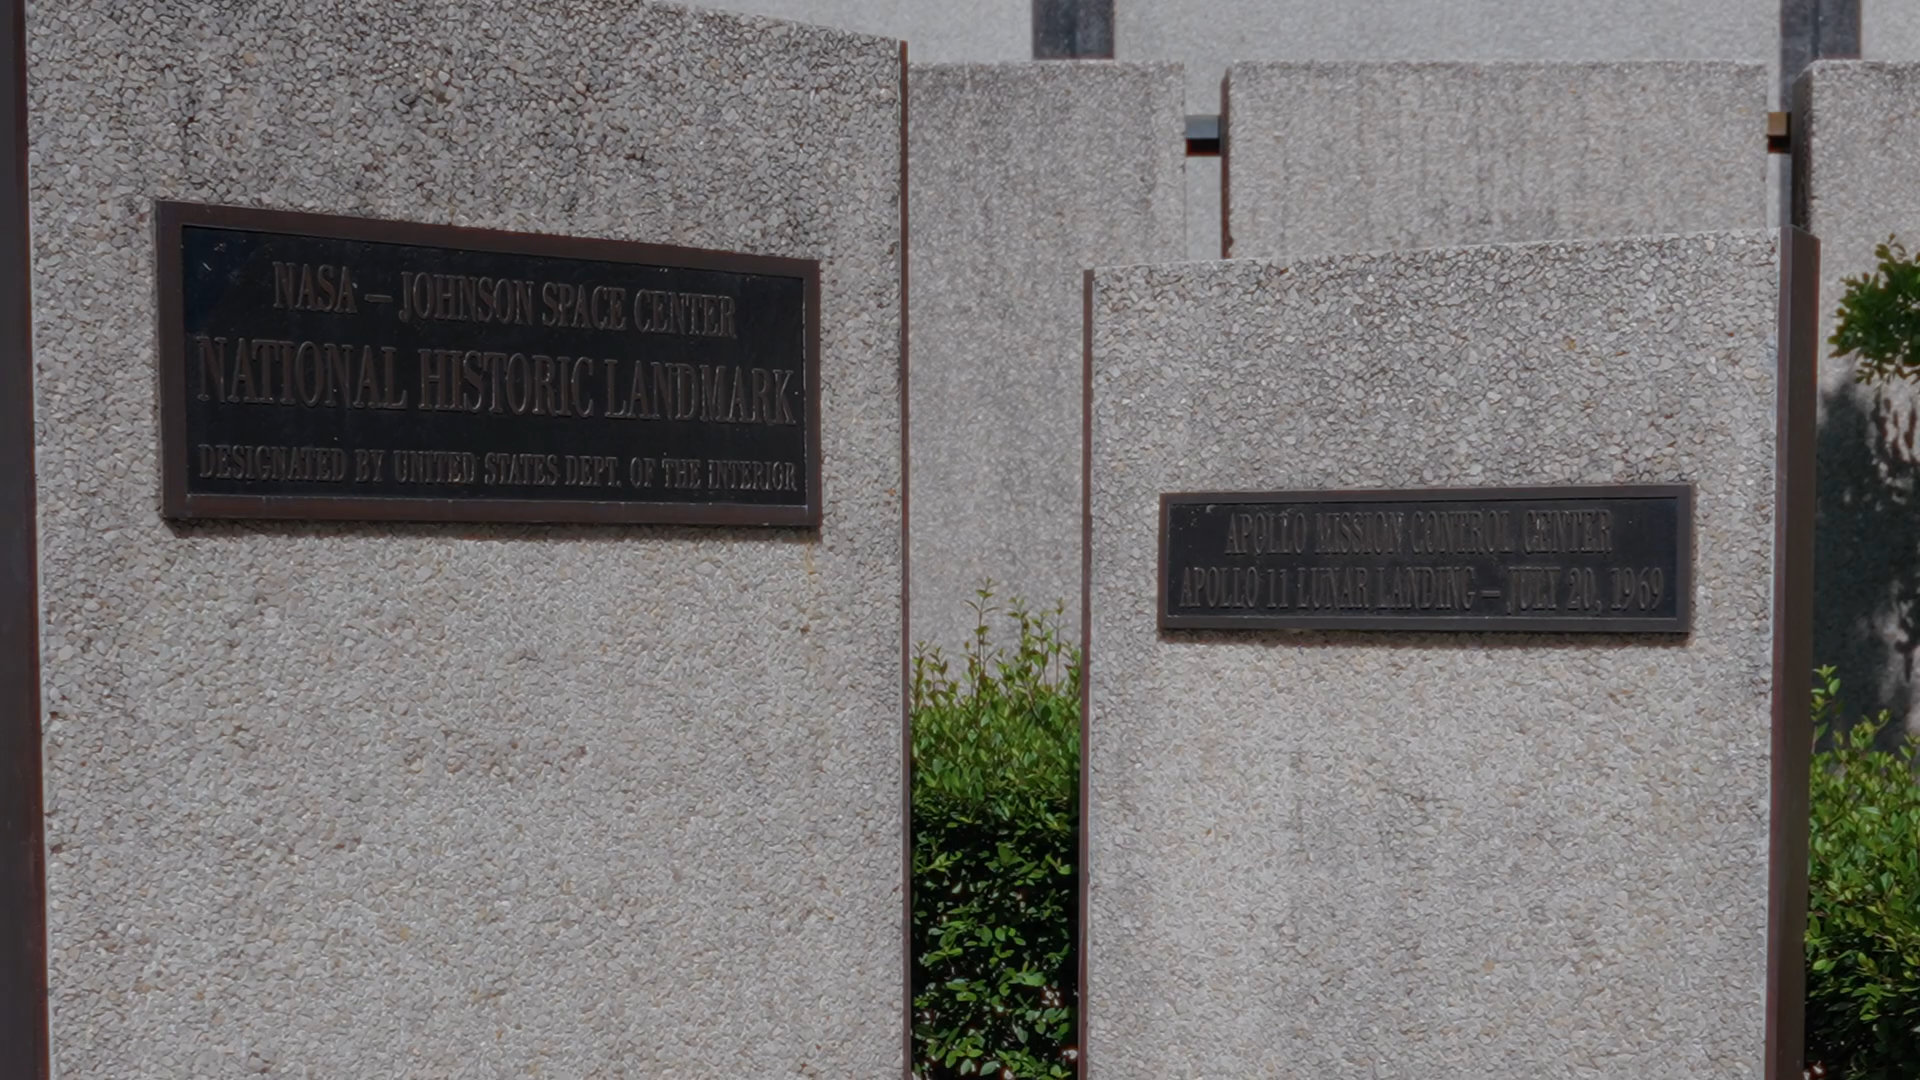 NASA – JOHNSON SPACE CENTER
NATIONAL HISTORIC LANDMARK
DESIGNATED BY UNITED STATES DEPT. OF THE INTERIOR
APOLLO MISSION CONTROL CENTER
APOLLO 11 LUNAR LANDING – JULY 20, 1969